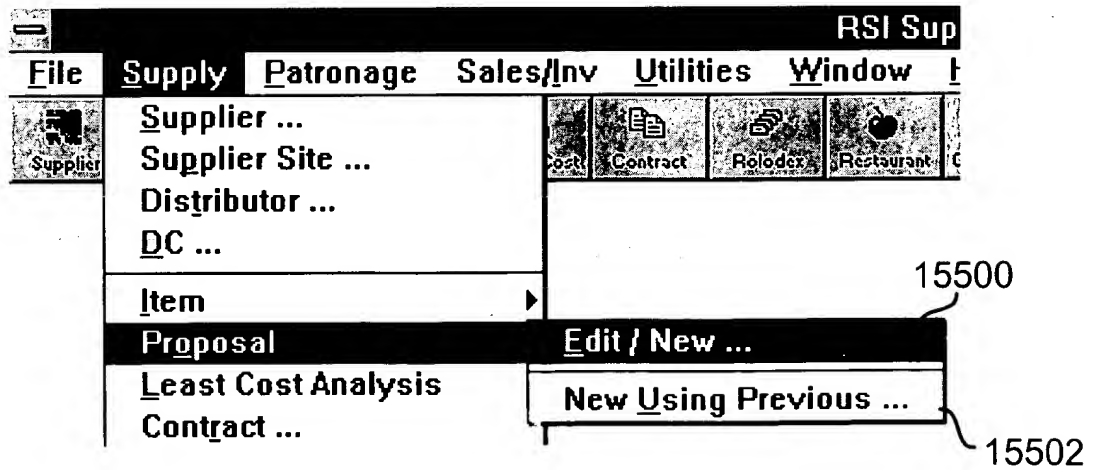 RSI Sup
File Supply Patronage Sales/Inv Utilities Window
Supplier Cost Contract Rolodex Restaurant
Supplier ...
Supplier Site ...
Distributor ...
DC ...
15500
Item
Proposal
Edit / New ...
Least Cost Analysis
New Using Previous ...
Contract ...
15502